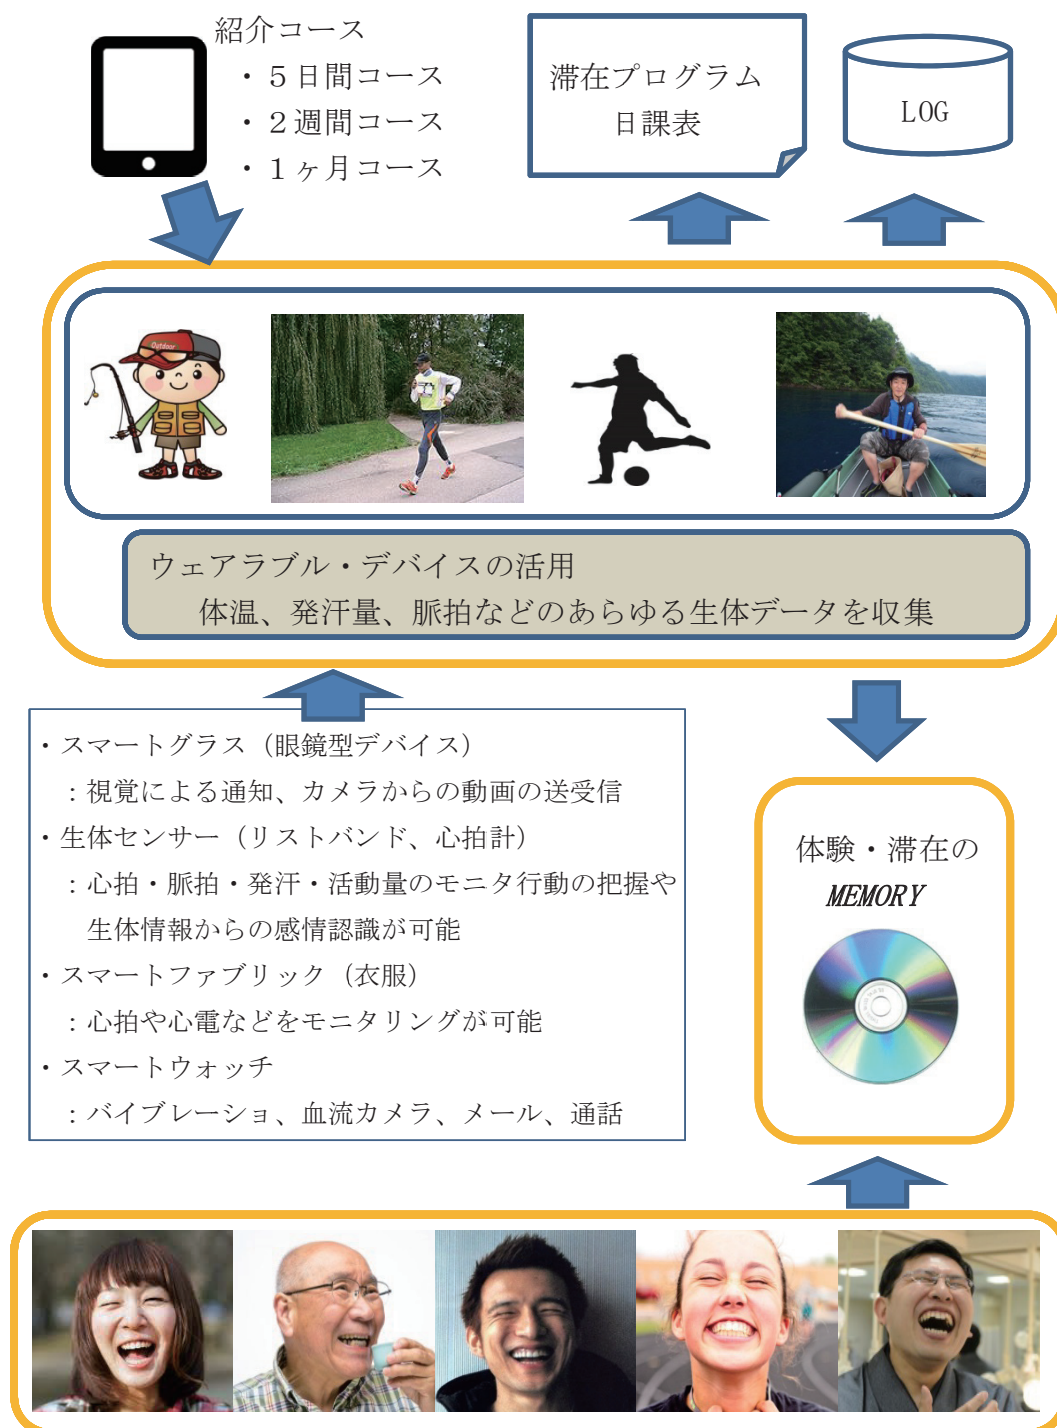 紹介コース
・５日間コース
・２週間コース
・１ヶ月コース
滞在プログラム
日課表
LOG
Outdoor
ウェアラブル・デバイスの活用
体温、発汗量、脈拍などのあらゆる生体データを収集
・スマートグラス（眼鏡型デバイス）
：視覚による通知、カメラからの動画の送受信
・生体センサー（リストバンド、心拍計）
：心拍・脈拍・発汗・活動量のモニタ行動の把握や
生体情報からの感情認識が可能
・スマートファブリック（衣服）
：心拍や心電などをモニタリングが可能
・スマートウォッチ
：バイブレーショ、血流カメラ、メール、通話
体験・滞在の
MEMORY